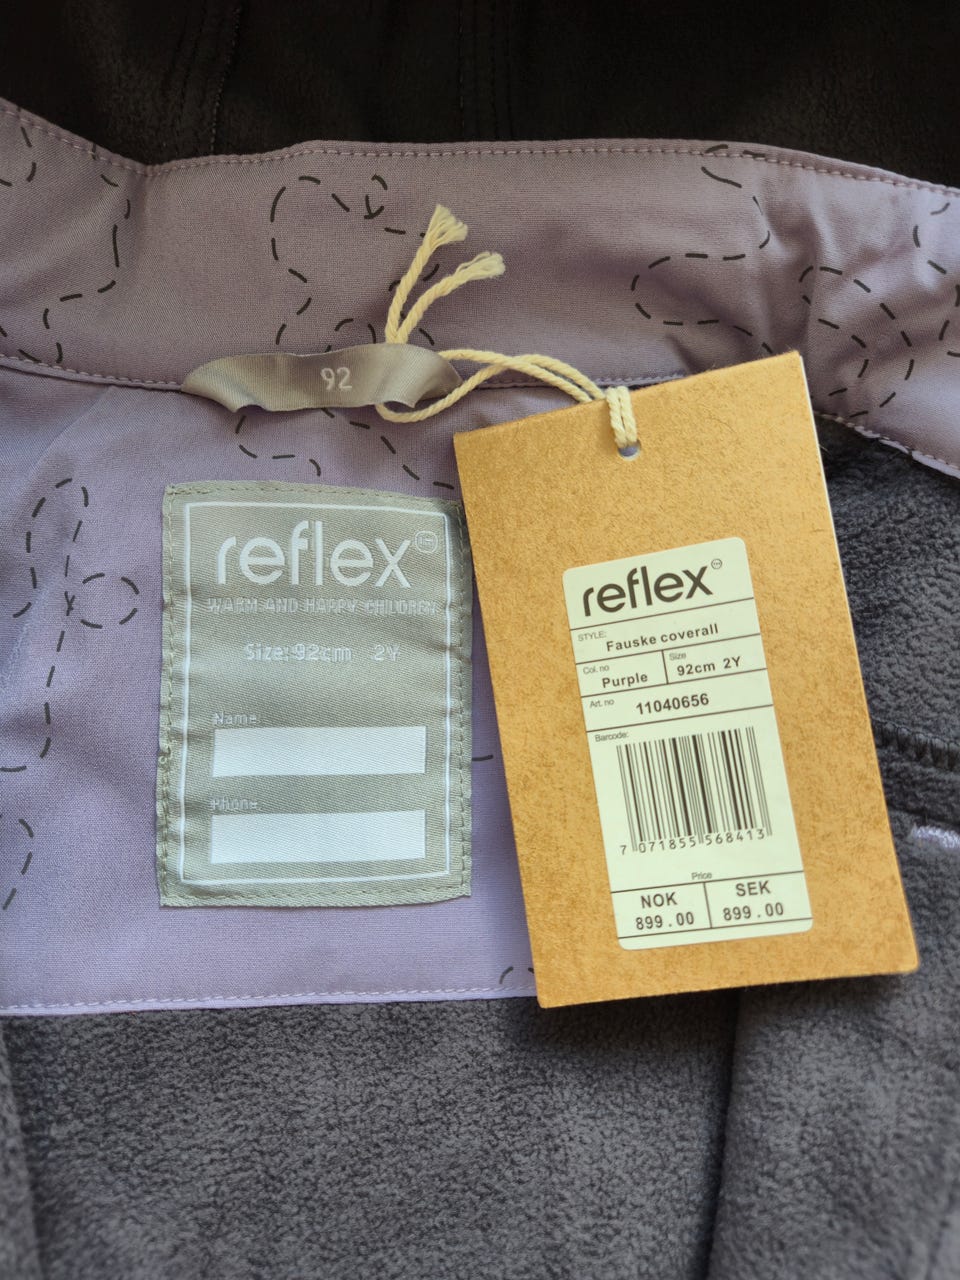 92
reflex
WARM AND HAPPY CHILDREN
Size:92cm 2Y
Name:
Phone:
reflex™
STYLE:
Fauske coverall
Col. no
Purple
Size
92cm 2Y
Art. no
11040656
Barcode:
7 071855 568413
Price
NOK
899.00
SEK
899.00